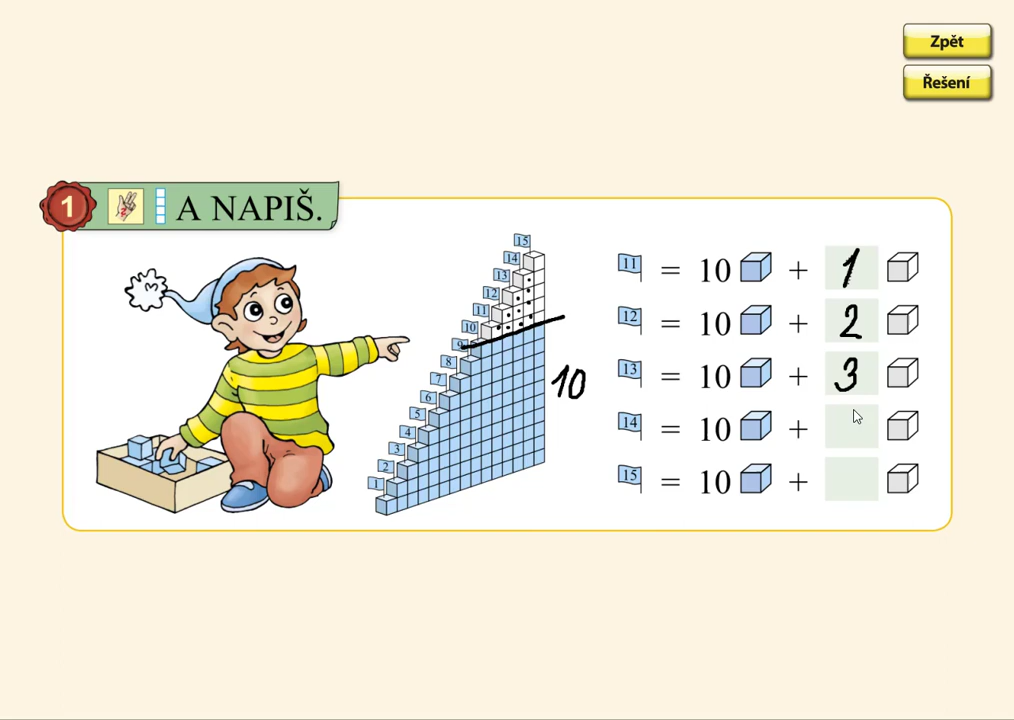 Zpět
Řešení
1 2 A NAPIŠ.
15
14
13
12
11
10
9
8
7
6
5
4
3
2
1
10
11 = 10 + 1
12 = 10 + 2
13 = 10 + 3
14 = 10 +
15 = 10 +